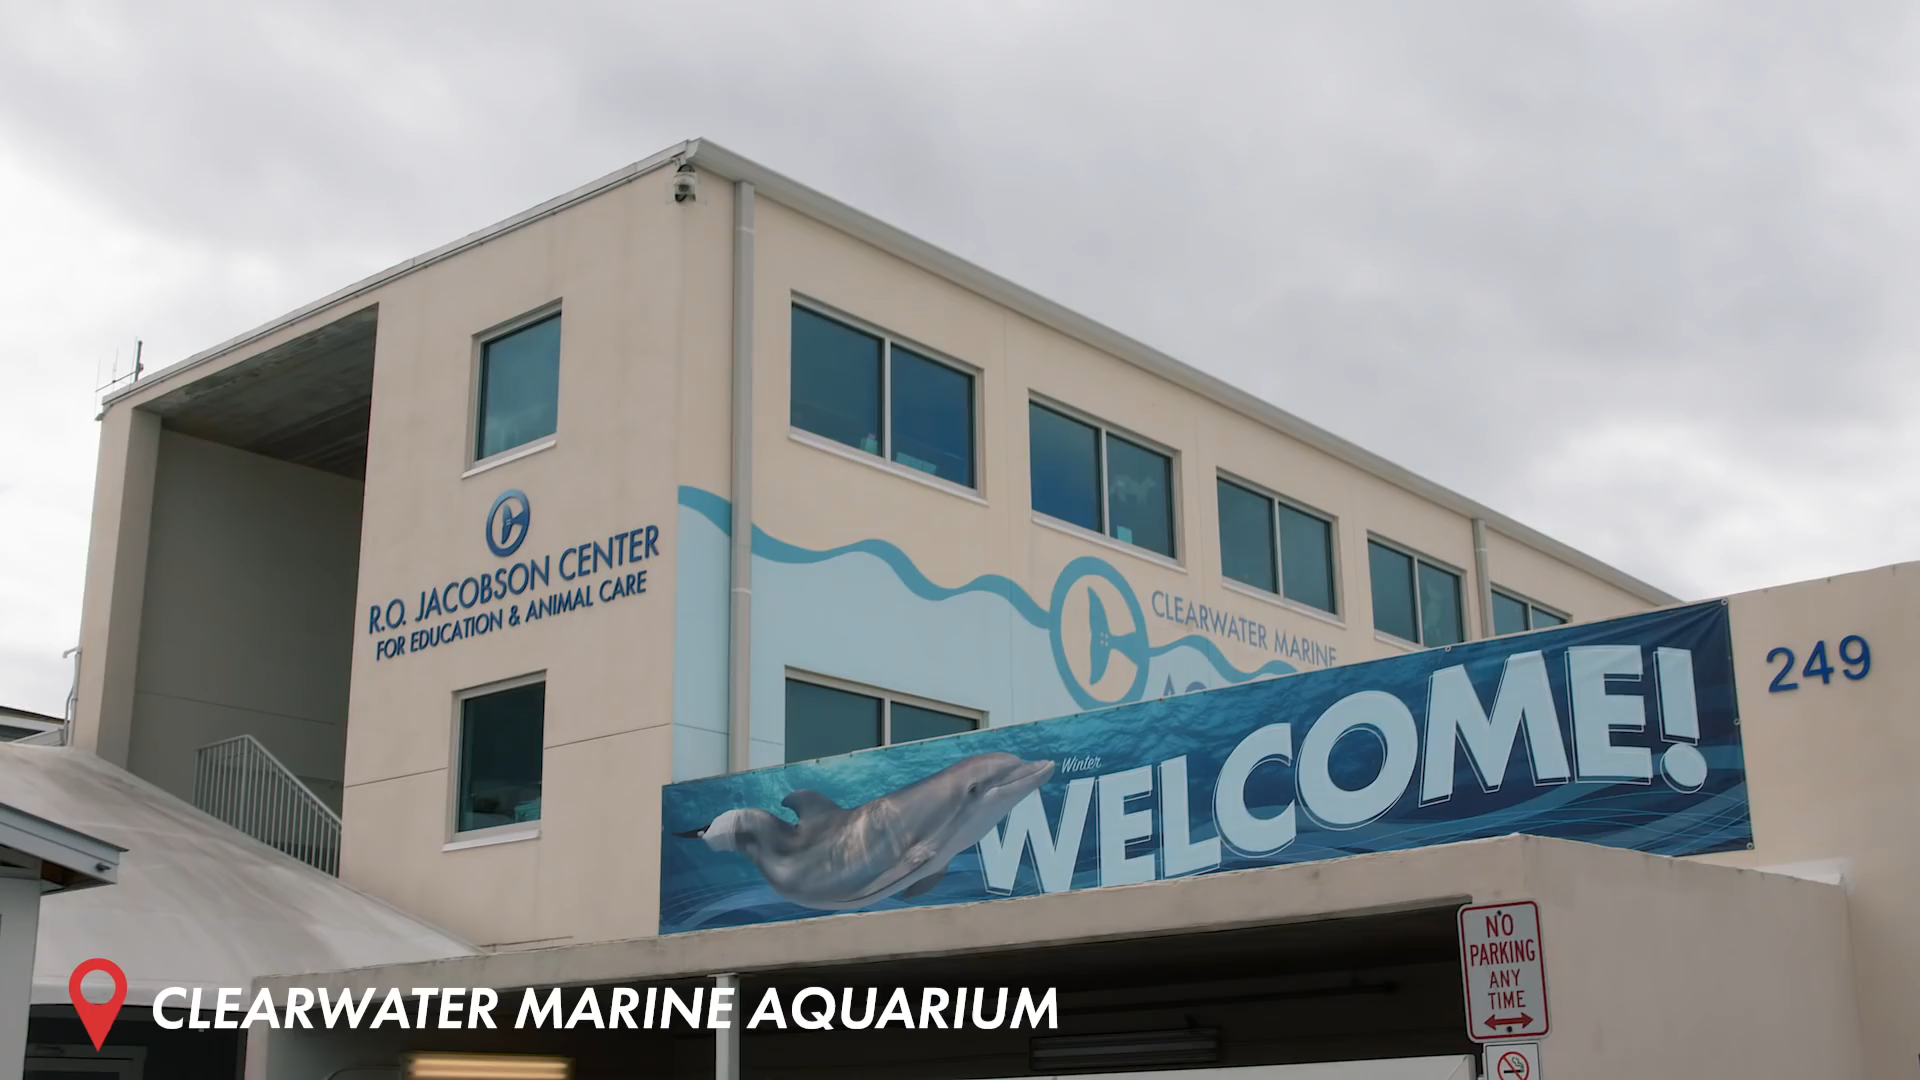 R.O. JACOBSON CENTER
FOR EDUCATION & ANIMAL CARE
CLEARWATER MARINE
249
Winter
WELCOME!
NO
PARKING
ANY
TIME
CLEARWATER MARINE AQUARIUM